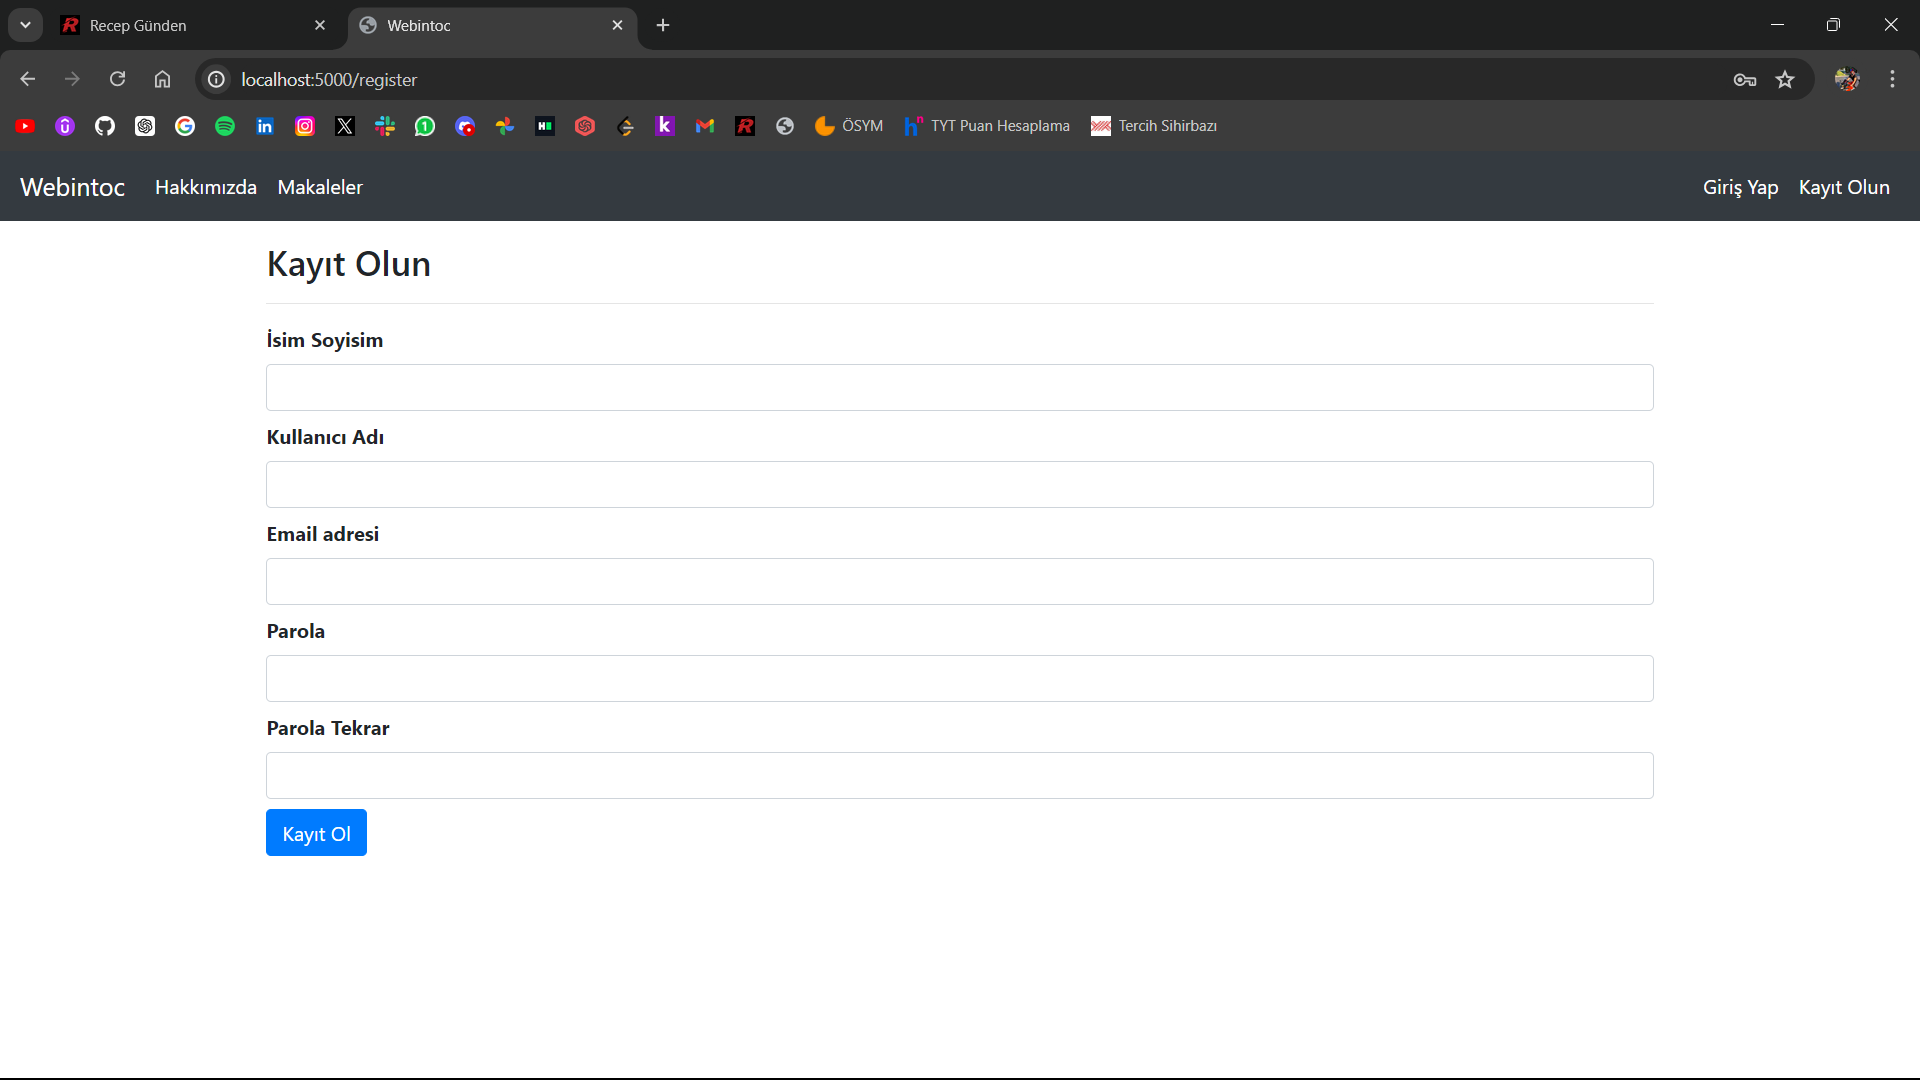 Recep Günden
Webintoc
localhost:5000/register
ÖSYM
TYT Puan Hesaplama
Tercih Sihirbazı
Webintoc Hakkımızda Makaleler Giriş Yap Kayıt Olun
Kayıt Olun
İsim Soyisim
Kullanıcı Adı
Email adresi
Parola
Parola Tekrar
Kayıt Ol